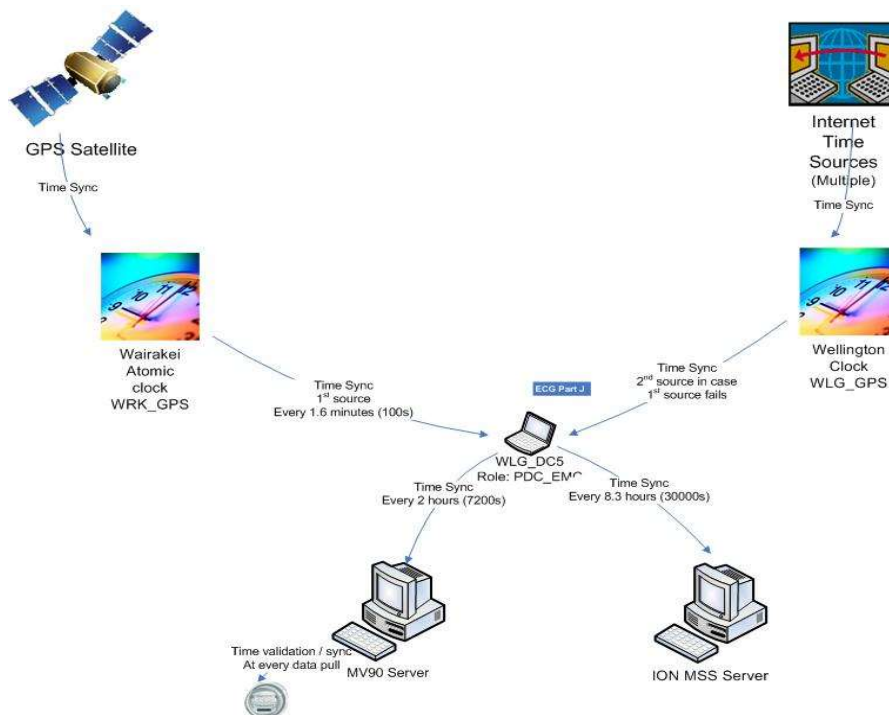 GPS Satellite
Time Sync
Internet
Time
Sources
(Multiple)
Time Sync
Wairakei
Atomic
clock
WRK_GPS
Wellington
Clock
WLG_GPS
Time Sync
1st source
Every 1.6 minutes (100s)
Time Sync
2nd source in case
1st source fails
ECG Part J
WLG_DC5
Role: PDC_EMC
Time Sync
Every 2 hours (7200s)
Time Sync
Every 8.3 hours (30000s)
MV90 Server
ION MSS Server
Time validation / sync
At every data pull